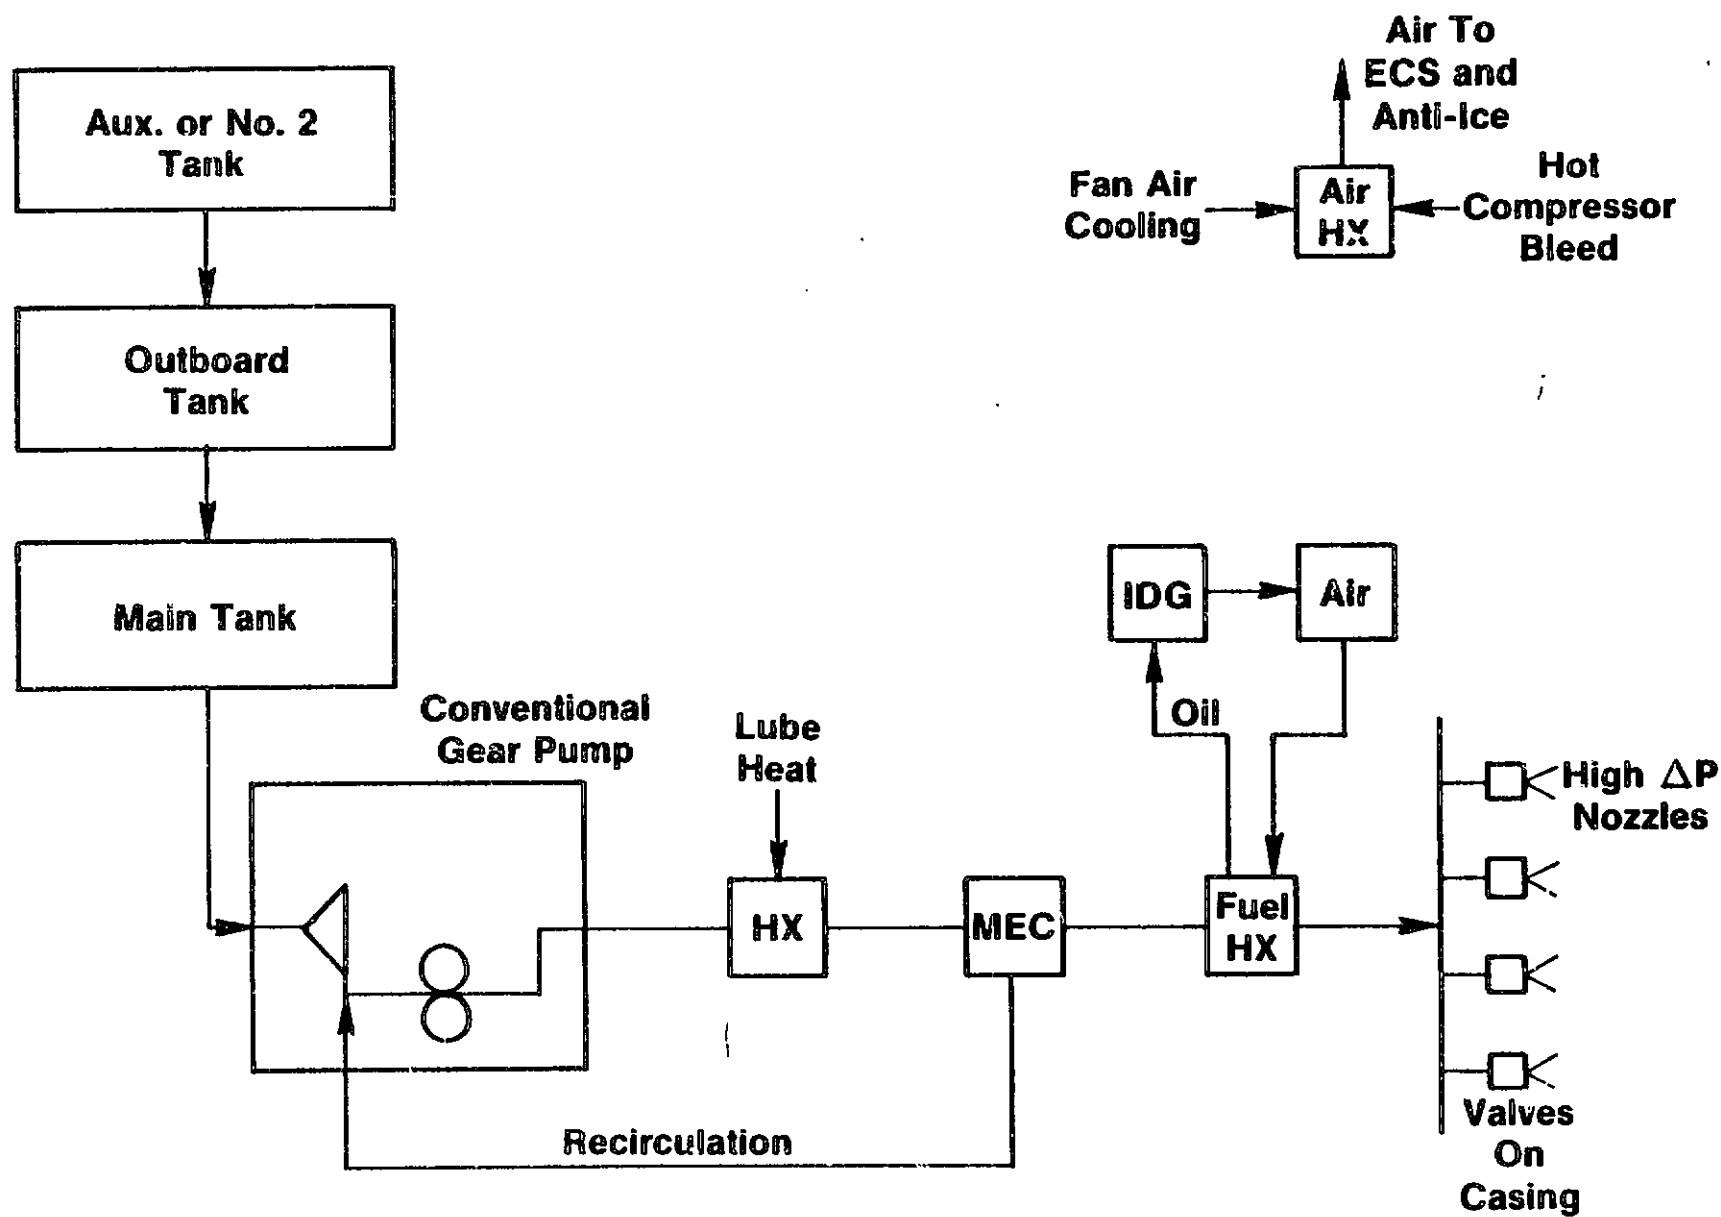 Aux. or No. 2
Tank
Outboard
Tank
Main Tank
Air To
ECS and
Anti-Ice
Fan Air
Cooling
Air
HX
Hot
Compressor
Bleed
IDG
Air
Oil
Conventional
Gear Pump
Lube
Heat
HX
MEC
Fuel
HX
High ΔP
Nozzles
Recirculation
Valves
On
Casing